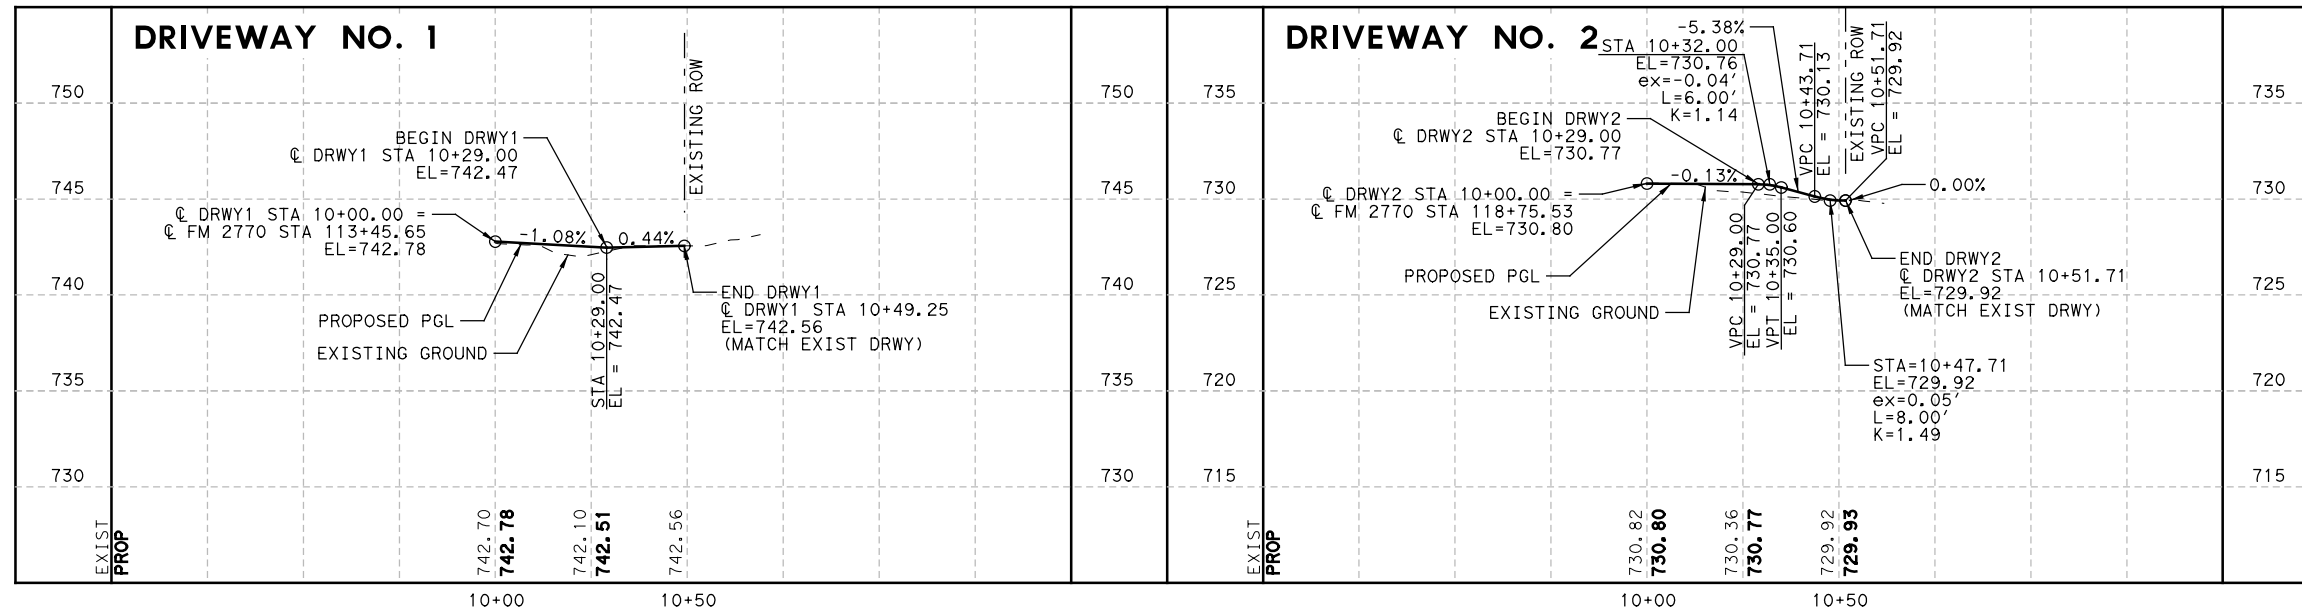 DRIVEWAY NO. 1
750
745
740
735
730
EXISTING ROW
BEGIN DRWY1
℄ DRWY1 STA 10+29.00
EL=742.47
℄ DRWY1 STA 10+00.00 =
℄ FM 2770 STA 113+45.65
EL=742.78
-1.08%
0.44%
PROPOSED PGL
EXISTING GROUND
STA 10+29.00
EL = 742.47
END DRWY1
℄ DRWY1 STA 10+49.25
EL=742.56
(MATCH EXIST DRWY)
750
745
740
735
730
EXIST
PROP
742.70
742.78
742.10
742.51
742.56
10+00
10+50
DRIVEWAY NO. 2
735
730
725
720
715
-5.38%
STA 10+32.00
EL=730.76
ex=-0.04'
L=6.00'
K=1.14
BEGIN DRWY2
℄ DRWY2 STA 10+29.00
EL=730.77
VPC 10+43.71
EL = 730.13
EXISTING ROW
VPC 10+51.71
EL = 729.92
℄ DRWY2 STA 10+00.00 =
℄ FM 2770 STA 118+75.53
EL=730.80
-0.13%
0.00%
PROPOSED PGL
EXISTING GROUND
VPC 10+29.00
EL = 730.77
VPT 10+35.00
EL = 730.60
END DRWY2
℄ DRWY2 STA 10+51.71
EL=729.92
(MATCH EXIST DRWY)
STA=10+47.71
EL=729.92
ex=0.05'
L=8.00'
K=1.49
735
730
725
720
715
EXIST
PROP
730.82
730.80
730.36
730.77
729.92
729.93
10+00
10+50